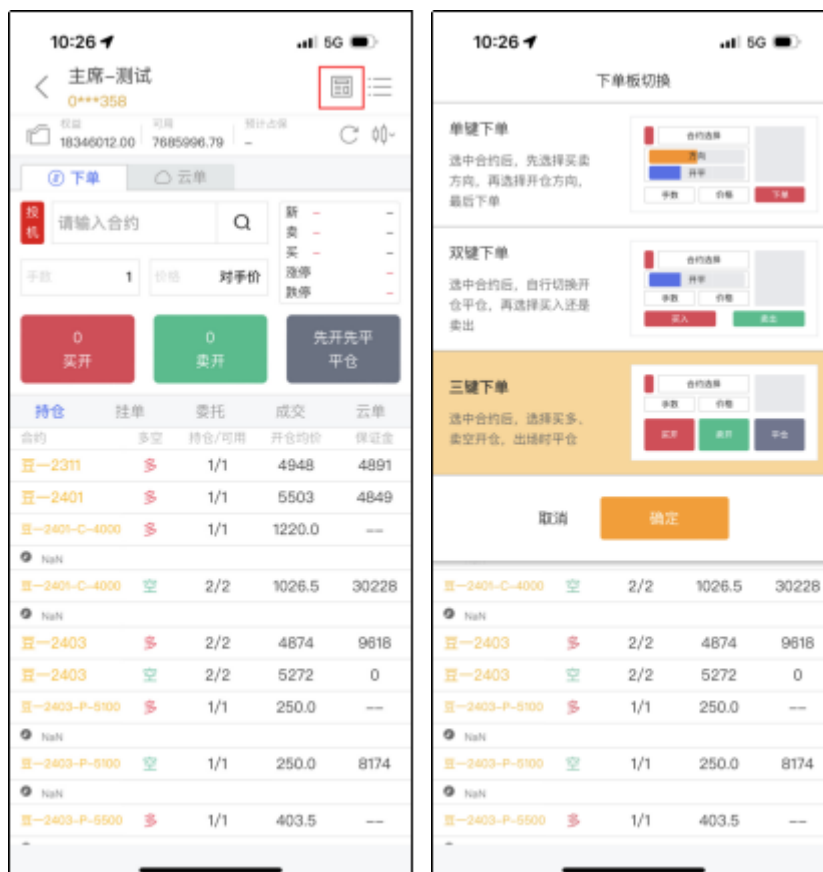 10:26
5G
主席-测试
0***358
权益
可用
预计占保
18346012.00
7685996.79
-
下单
云单
投机
请输入合约
新 - -
卖 - -
买 - -
涨停 -
跌停 -
手数 1
价格 对手价
0
买开
0
卖开
先开先平
平仓
持仓 挂单 委托 成交 云单
合约 多空 持仓/可用 开仓均价 保证金
豆一2311 多 1/1 4948 4891
豆一2401 多 1/1 5503 4849
豆一2401-C-4000 多 1/1 1220.0 --
NaN
豆一2401-C-4000 空 2/2 1026.5 30228
NaN
豆一2403 多 2/2 4874 9618
豆一2403 空 2/2 5272 0
豆一2403-P-5100 多 1/1 250.0 --
NaN
豆一2403-P-5100 空 1/1 250.0 8174
NaN
豆一2403-P-5500 多 1/1 403.5 --
10:26
5G
下单板切换
单键下单
选中合约后，先选择买卖
方向，再选择开仓方向，
最后下单
合约选择
方向
开平
手数 价格 下单
双键下单
选中合约后，自行切换开
仓平仓，再选择买入还是
卖出
合约选择
开平
手数 价格
买入 卖出
三键下单
选中合约后，选择买多、
卖空开仓，出场时平仓
合约选择
手数 价格
买开 卖开 平仓
取消 确定
豆一2401-C-4000 空 2/2 1026.5 30228
NaN
豆一2403 多 2/2 4874 9618
豆一2403 空 2/2 5272 0
豆一2403-P-5100 多 1/1 250.0 --
NaN
豆一2403-P-5100 空 1/1 250.0 8174
NaN
豆一2403-P-5500 多 1/1 403.5 --